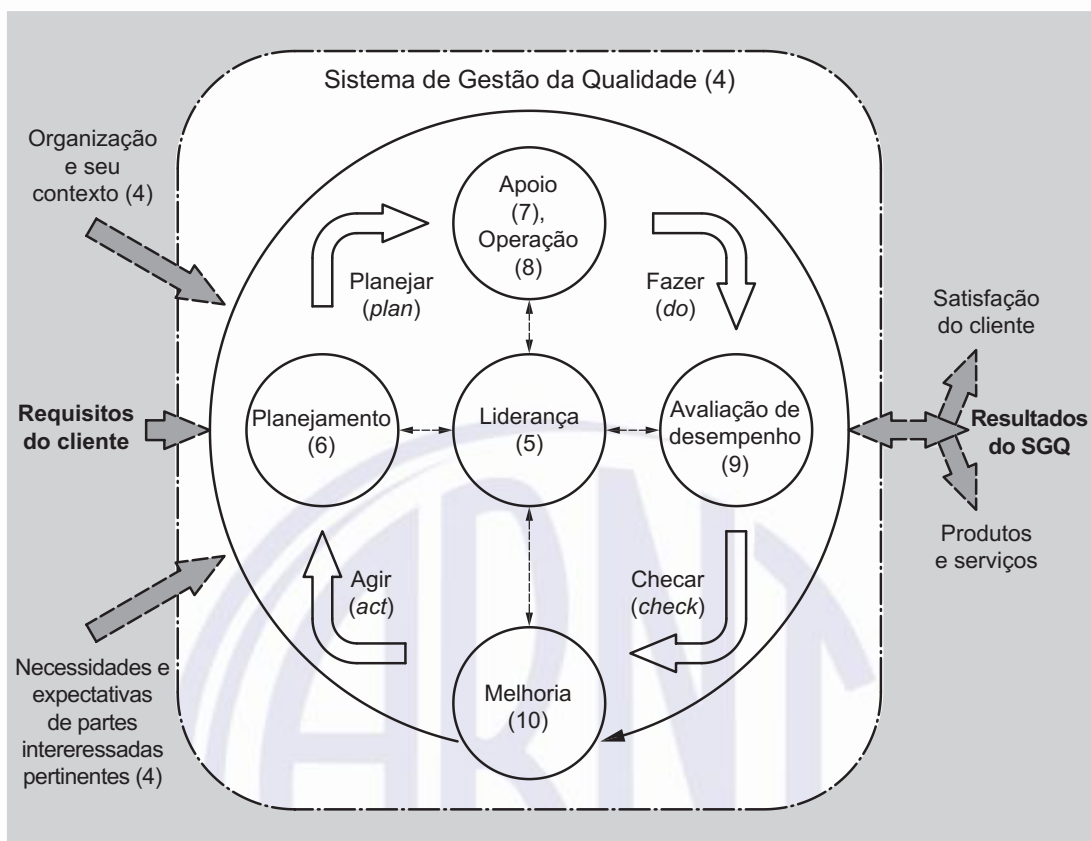 Sistema de Gestão da Qualidade (4)
Organização
e seu
contexto (4)
Apoio
(7),
Operação
(8)
Planejar
(plan)
Fazer
(do)
Satisfação
do cliente
Requisitos
do cliente
Planejamento
(6)
Liderança
(5)
Avaliação de
desempenho
(9)
Resultados
do SGQ
Produtos
e serviços
Agir
(act)
Checar
(check)
Necessidades e
expectativas
de partes
intereressadas
pertinentes (4)
Melhoria
(10)
ABNT